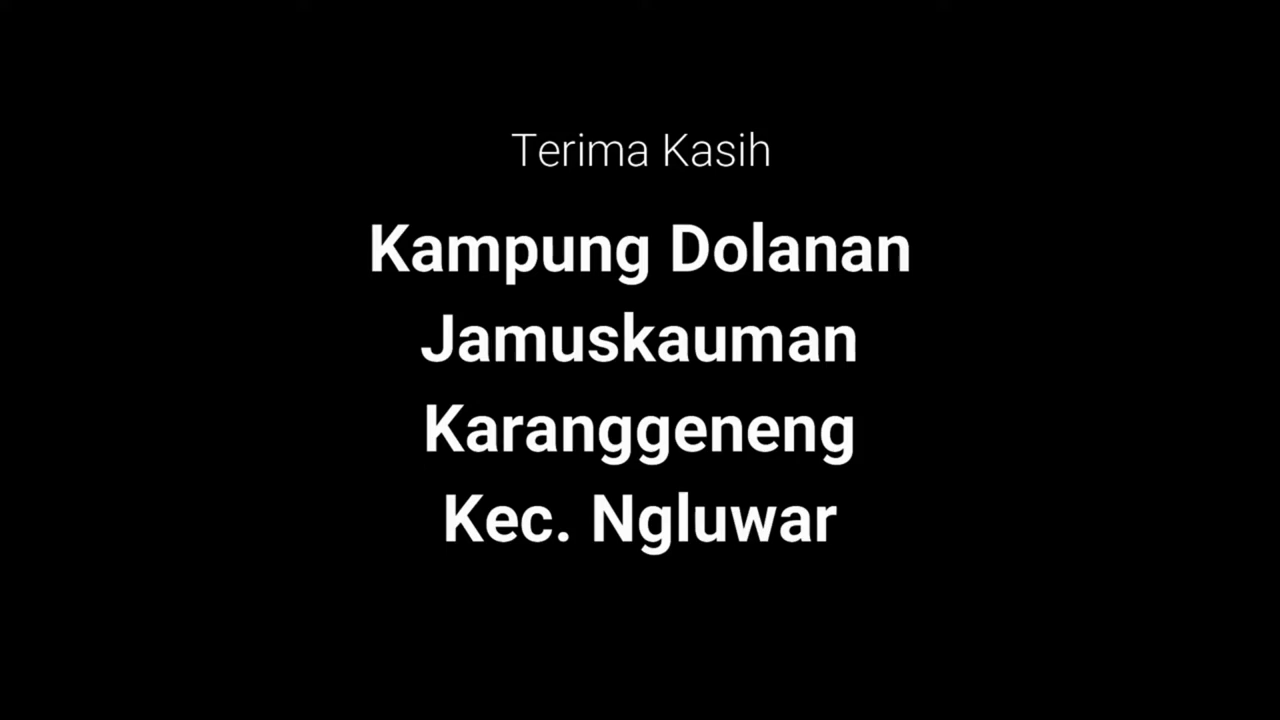 Terima Kasih
Kampung Dolanan
Jamuskauman
Karanggeneng
Kec. Ngluwar